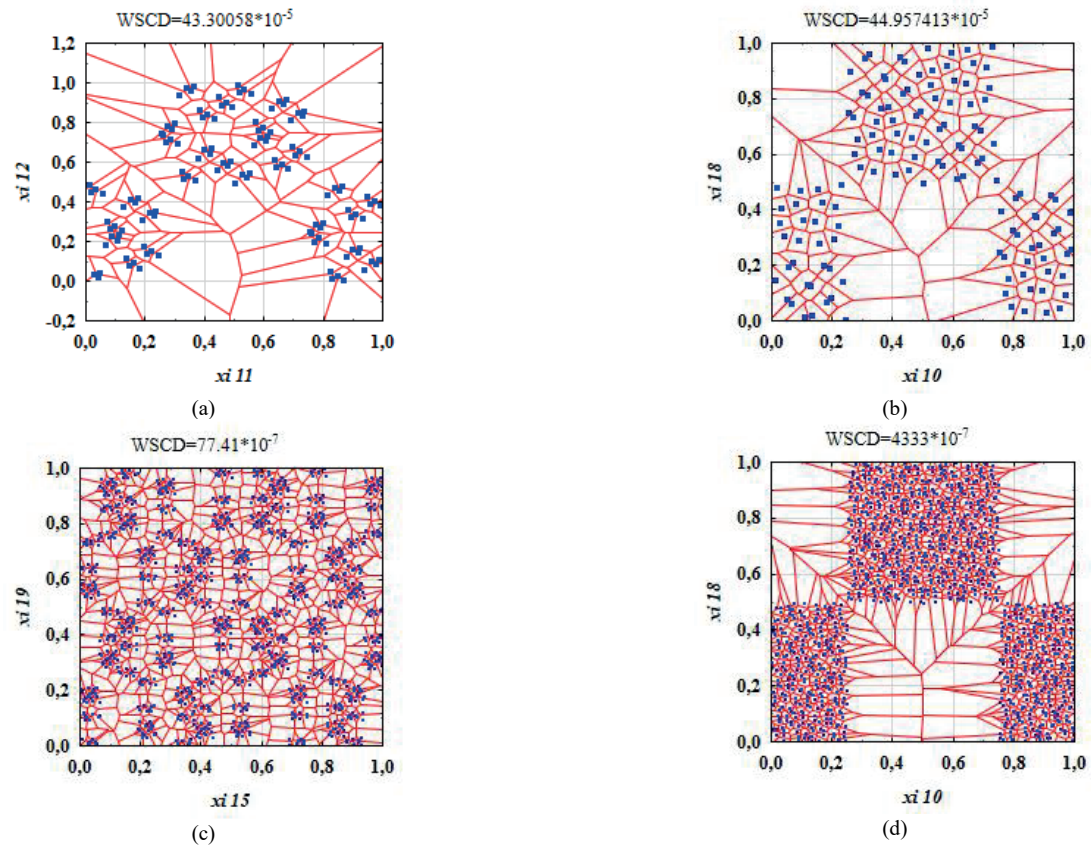 WSCD=43.30058*10-5
1,2
1,0
0,8
0,6
0,4
0,2
0,0
-0,2
xi 12
0,0 0,2 0,4 0,6 0,8 1,0
xi 11
(a)
WSCD=44.957413*10-5
1,0
0,8
0,6
0,4
0,2
0,0
xi 18
0,0 0,2 0,4 0,6 0,8 1,0
xi 10
(b)
WSCD=77.41*10-7
1,0
0,8
0,6
0,4
0,2
0,0
xi 19
0,0 0,2 0,4 0,6 0,8 1,0
xi 15
(c)
WSCD=4333*10-7
1,0
0,8
0,6
0,4
0,2
0,0
xi 18
0,0 0,2 0,4 0,6 0,8 1,0
xi 10
(d)